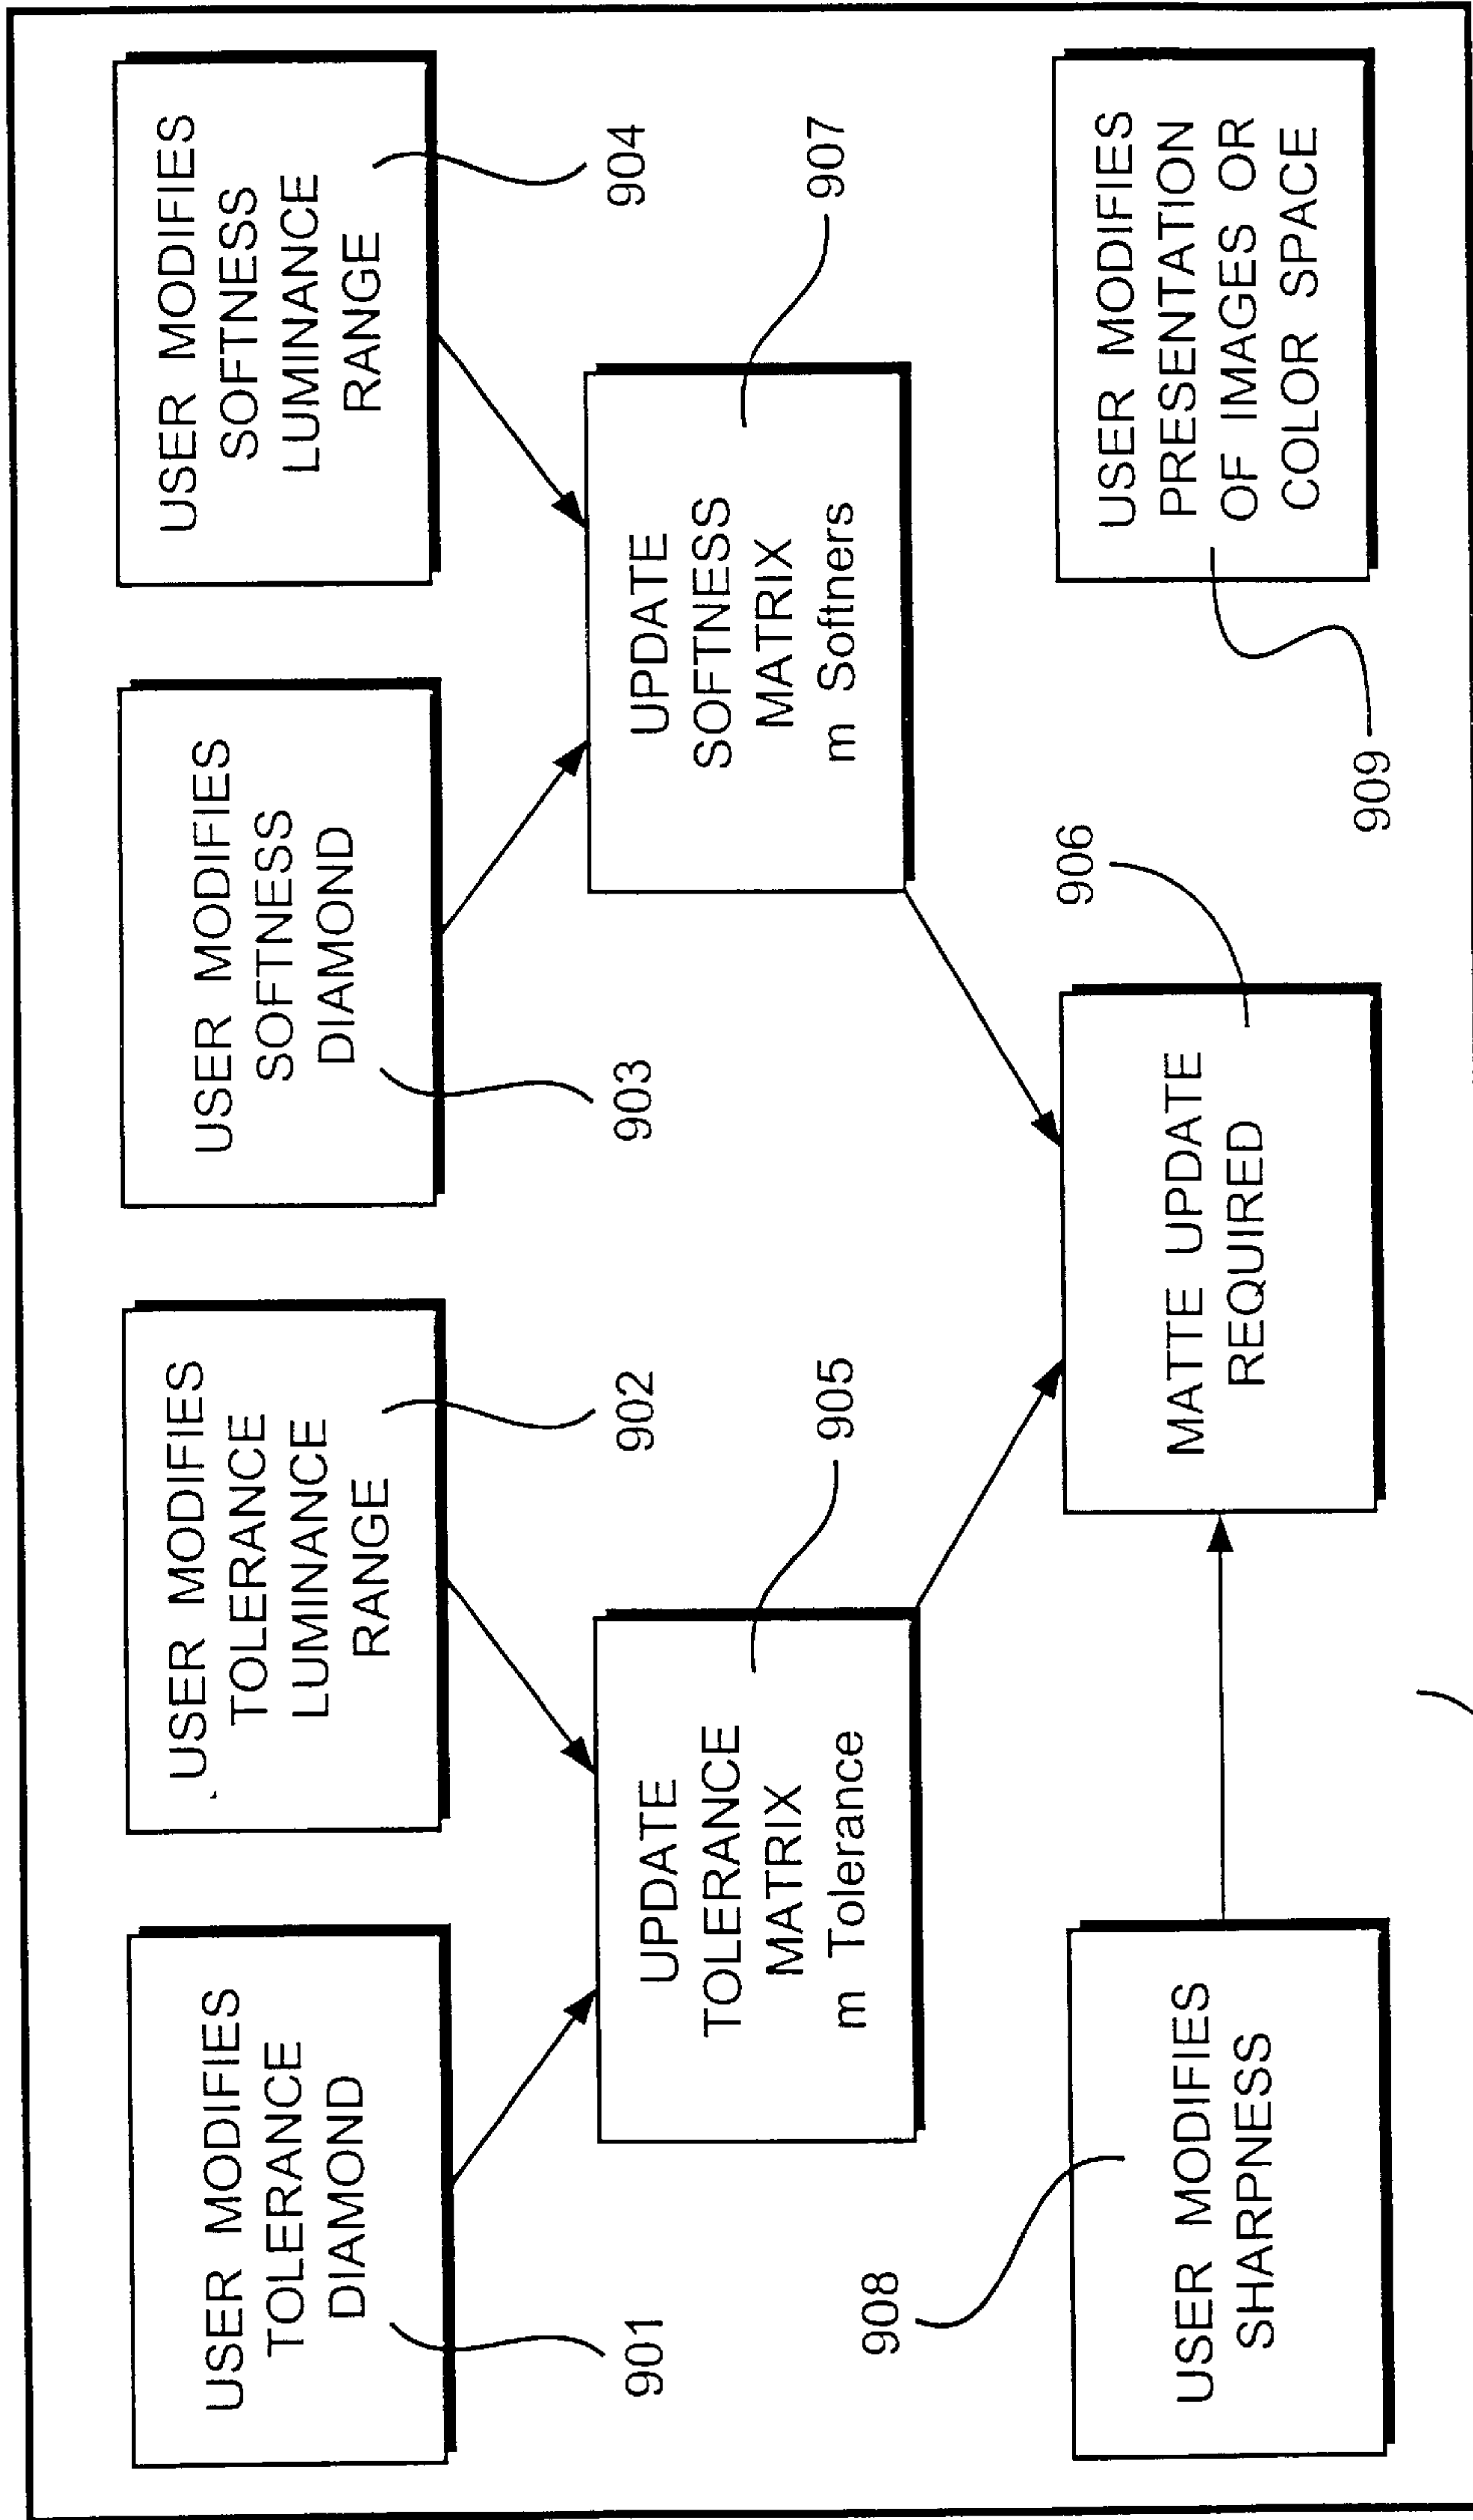 USER MODIFIES
TOLERANCE
DIAMOND
901
USER MODIFIES
TOLERANCE
LUMINANCE
RANGE
902
USER MODIFIES
SOFTNESS
DIAMOND
903
USER MODIFIES
SOFTNESS
LUMINANCE
RANGE
904
UPDATE
TOLERANCE
MATRIX
m Tolerance
905
UPDATE
SOFTNESS
MATRIX
m Softners
907
908
USER MODIFIES
SHARPNESS
906
MATTE UPDATE
REQUIRED
USER MODIFIES
PRESENTATION
OF IMAGES OR
COLOR SPACE
909